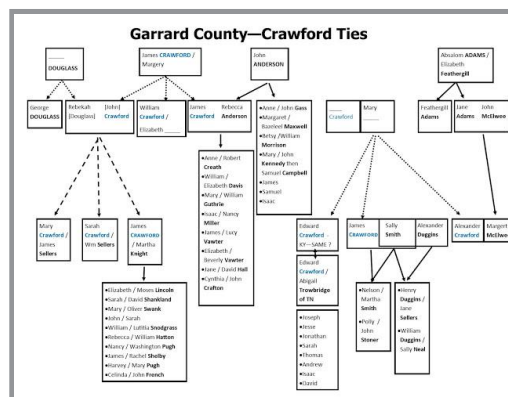 Garrard County—Crawford Ties
_____
DOUGLASS
James CRAWFORD /
Margery
John
ANDERSON
Absalom ADAMS /
Elizabeth
Feathergill
George
DOUGLASS
Rebekah
[Douglass]
[John]
Crawford
William
Crawford /
Elizabeth _____
James
Crawford
Rebecca
Anderson
•Anne / John Gass
•Margaret /
Bazeleel Maxwell
•Betsy /William
Morrison
•Mary / John
Kennedy then
Samuel Campbell
•James
•Samuel
•Isaac
____
Crawford
Mary
____
Feathergill
Adams
Jane
Adams
John
McElwee
•Anne / Robert
Creath
•William /
Elizabeth Davis
•Mary / William
Guthrie
•Isaac / Nancy
Miller
•James / Lucy
Vawter
•Elizabeth /
Beverly Vawter
•Jane / David Hall
•Cynthia / John
Crafton
Mary
Crawford /
James
Sellers
Sarah
Crawford
/ Wm Sellers
James
CRAWFORD
/ Martha
Knight
Edward
Crawford -
KY—SAME ?
Edward
Crawford /
Abigail
Trowbridge
of TN
James
CRAWFORD
Sally
Smith
Alexander
Duggins
Alexander
Crawford
Margert
McElwee
•Elizabeth / Moses Lincoln
•Sarah / David Shankland
•Mary / Oliver Swank
•John / Sarah
•William / Lutitia Snodgrass
•Rebecca / William Hatton
•Nancy / Washington Pugh
•James / Rachel Shelby
•Harvey / Mary Pugh
•Celinda / John French
•Joseph
•Jesse
•Jonathan
•Sarah
•Thomas
•Andrew
•Isaac
•David
•Nelson /
Martha
Smith
•Polly /
John
Stoner
•Henry
Duggins /
Jane
Sellers
•William
Duggins /
Sally Neal